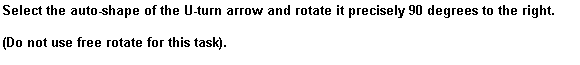 Select the auto-shape of the U-turn arrow and rotate it precisely 90 degrees to the right.
(Do not use free rotate for this task).